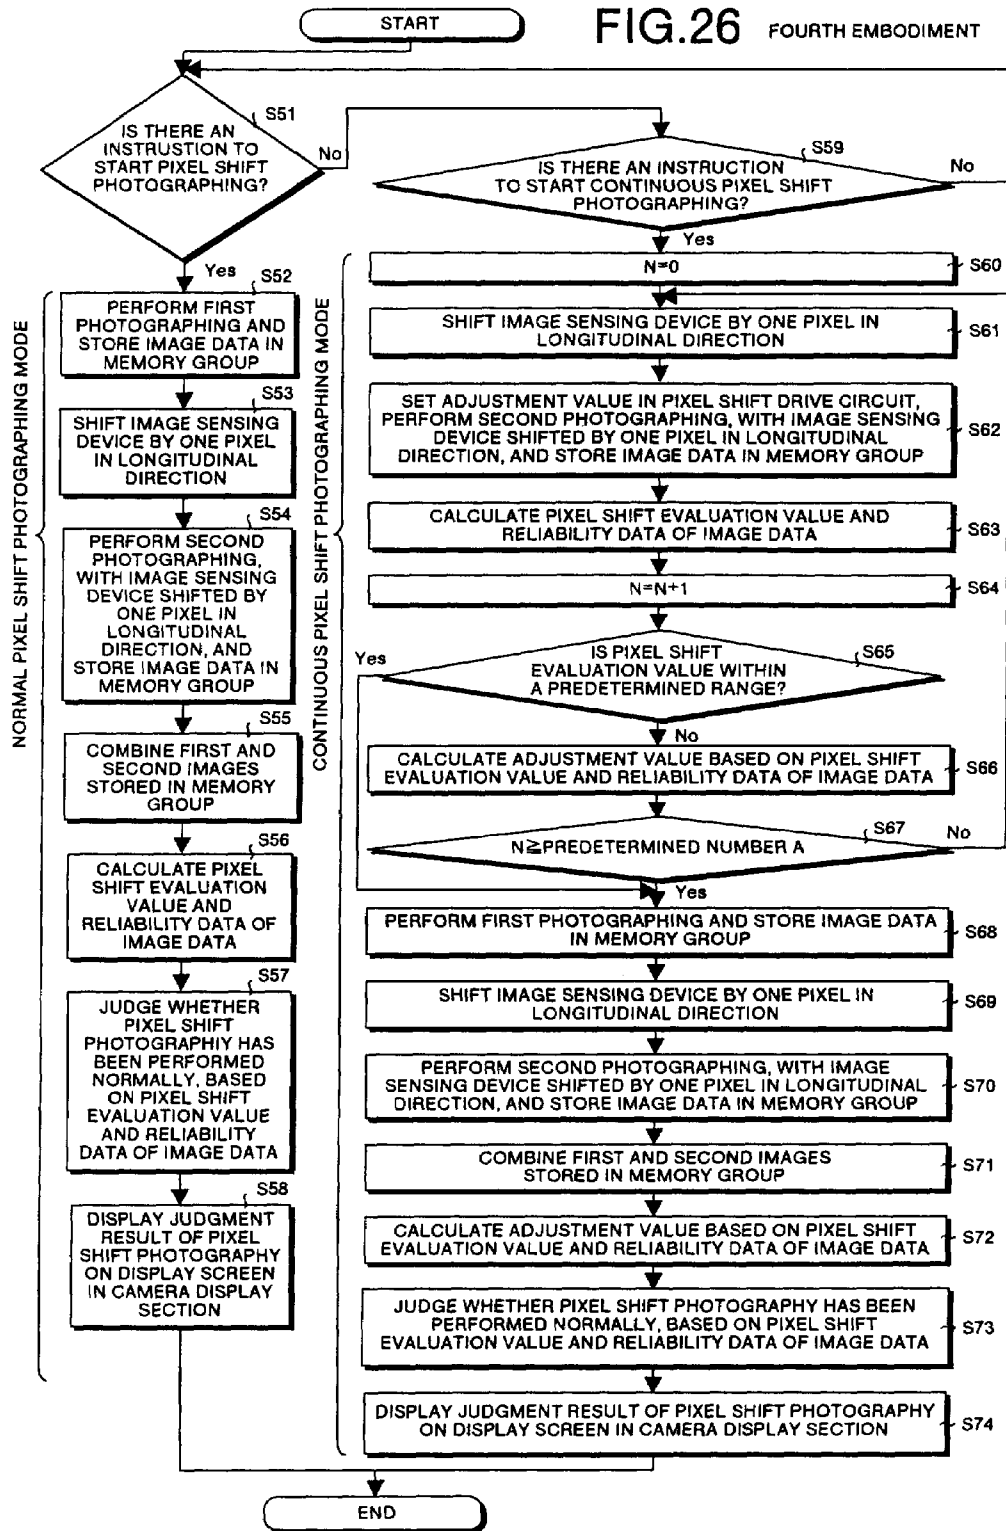 START
FIG.26 FOURTH EMBODIMENT
S51
IS THERE AN
INSTRUSTION TO
START PIXEL SHIFT
PHOTOGRAPHING?
No
Yes
NORMAL PIXEL SHIFT PHOTOGRAPHING MODE
S52
PERFORM FIRST
PHOTOGRAPHING AND
STORE IMAGE DATA IN
MEMORY GROUP
S53
SHIFT IMAGE SENSING
DEVICE BY ONE PIXEL
IN LONGITUDINAL
DIRECTION
S54
PERFORM SECOND
PHOTOGRAPHING,
WITH IMAGE SENSING
DEVICE SHIFTED BY
ONE PIXEL IN
LONGITUDINAL
DIRECTION, AND
STORE IMAGE DATA IN
MEMORY GROUP
S55
COMBINE FIRST AND
SECOND IMAGES
STORED IN MEMORY
GROUP
S56
CALCULATE PIXEL
SHIFT EVALUATION
VALUE AND
RELIABILITY DATA OF
IMAGE DATA
S57
JUDGE WHETHER
PIXEL SHIFT
PHOTOGRAPHIY HAS
BEEN PERFORMED
NORMALLY, BASED
ON PIXEL SHIFT
EVALUATION VALUE
AND RELIABILITY
DATA OF IMAGE DATA
S58
DISPLAY JUDGMENT
RESULT OF PIXEL
SHIFT PHOTOGRAPHY
ON DISPLAY SCREEN
IN CAMERA DISPLAY
SECTION
S59
IS THERE AN INSTRUCTION
TO START CONTINUOUS PIXEL SHIFT
PHOTOGRAPHING?
No
Yes
CONTINUOUS PIXEL SHIFT PHOTOGRAPHING MODE
N=0
S60
SHIFT IMAGE SENSING DEVICE BY ONE PIXEL IN
LONGITUDINAL DIRECTION
S61
SET ADJUSTMENT VALUE IN PIXEL SHIFT DRIVE CIRCUIT,
PERFORM SECOND PHOTOGRAPHING, WITH IMAGE SENSING
DEVICE SHIFTED BY ONE PIXEL IN LONGITUDINAL
DIRECTION, AND STORE IMAGE DATA IN MEMORY GROUP
S62
CALCULATE PIXEL SHIFT EVALUATION VALUE AND
RELIABILITY DATA OF IMAGE DATA
S63
N=N+1
S64
IS PIXEL SHIFT
EVALUATION VALUE WITHIN
A PREDETERMINED RANGE?
S65
Yes
No
CALCULATE ADJUSTMENT VALUE BASED ON PIXEL SHIFT
EVALUATION VALUE AND RELIABILITY DATA OF IMAGE DATA
S66
N≧PREDETERMINED NUMBER A
S67
No
Yes
PERFORM FIRST PHOTOGRAPHING AND STORE IMAGE DATA
IN MEMORY GROUP
S68
SHIFT IMAGE SENSING DEVICE BY ONE PIXEL IN
LONGITUDINAL DIRECTION
S69
PERFORM SECOND PHOTOGRAPHING, WITH IMAGE
SENSING DEVICE SHIFTED BY ONE PIXEL IN LONGITUDINAL
DIRECTION, AND STORE IMAGE DATA IN MEMORY GROUP
S70
COMBINE FIRST AND SECOND IMAGES
STORED IN MEMORY GROUP
S71
CALCULATE ADJUSTMENT VALUE BASED ON PIXEL SHIFT
EVALUATION VALUE AND RELIABILITY DATA OF IMAGE DATA
S72
JUDGE WHETHER PIXEL SHIFT PHOTOGRAPHY HAS BEEN
PERFORMED NORMALLY, BASED ON PIXEL SHIFT
EVALUATION VALUE AND RELIABILITY DATA OF IMAGE DATA
S73
DISPLAY JUDGMENT RESULT OF PIXEL SHIFT PHOTOGRAPHY
ON DISPLAY SCREEN IN CAMERA DISPLAY SECTION
S74
END